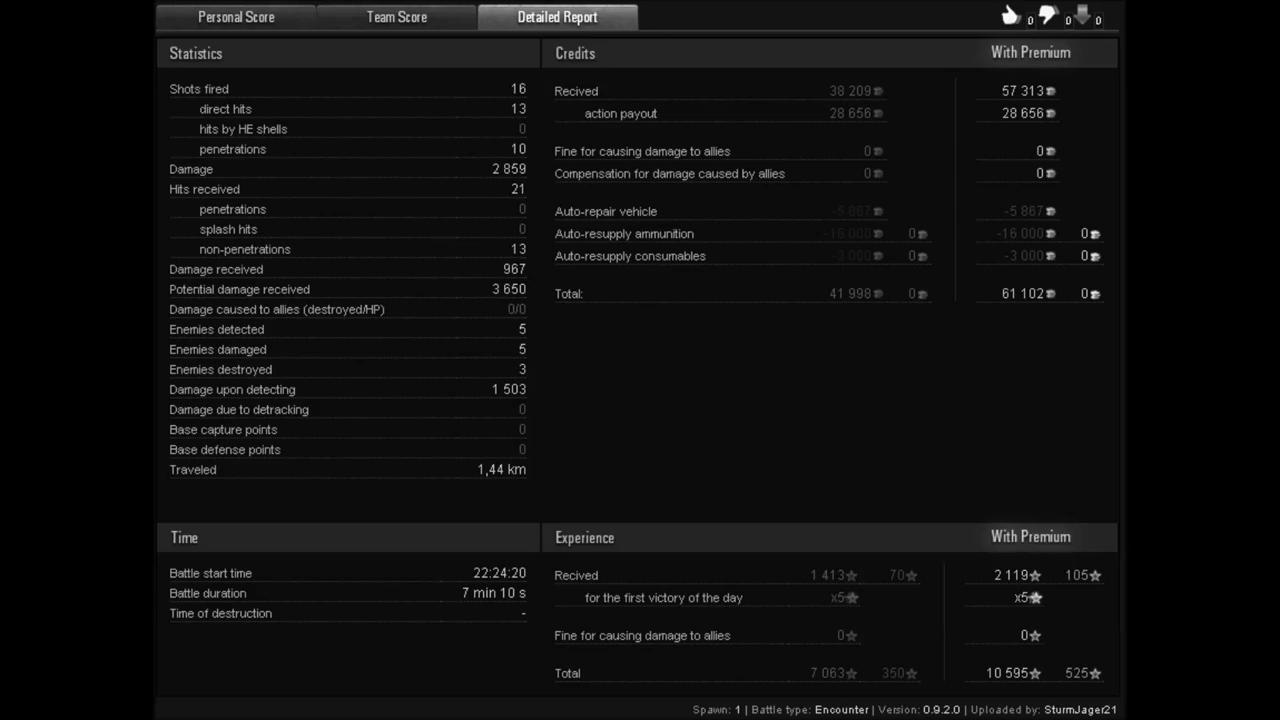 Personal Score Team Score Detailed Report 0 0 0
Statistics
Shots fired 16
direct hits 13
hits by HE shells 0
penetrations 10
Damage 2 859
Hits received 21
penetrations 0
splash hits 0
non-penetrations 13
Damage received 967
Potential damage received 3 650
Damage caused to allies (destroyed/HP) 0/0
Enemies detected 5
Enemies damaged 5
Enemies destroyed 3
Damage upon detecting 1 503
Damage due to detracking 0
Base capture points 0
Base defense points 0
Traveled 1,44 km
Credits With Premium
Recived 38 209 57 313
action payout 28 656 28 656
Fine for causing damage to allies 0 0
Compensation for damage caused by allies 0 0
Auto-repair vehicle -5 867 -5 867
Auto-resupply ammunition -16 000 0 -16 000 0
Auto-resupply consumables -3 000 0 -3 000 0
Total: 41 998 0 61 102 0
Time
Battle start time 22:24:20
Battle duration 7 min 10 s
Time of destruction -
Experience With Premium
Recived 1 413 70 2 119 105
for the first victory of the day x5 x5
Fine for causing damage to allies 0 0
Total 7 063 350 10 595 525
Spawn: 1 | Battle type: Encounter | Version: 0.9.2.0 | Uploaded by: SturmJager21